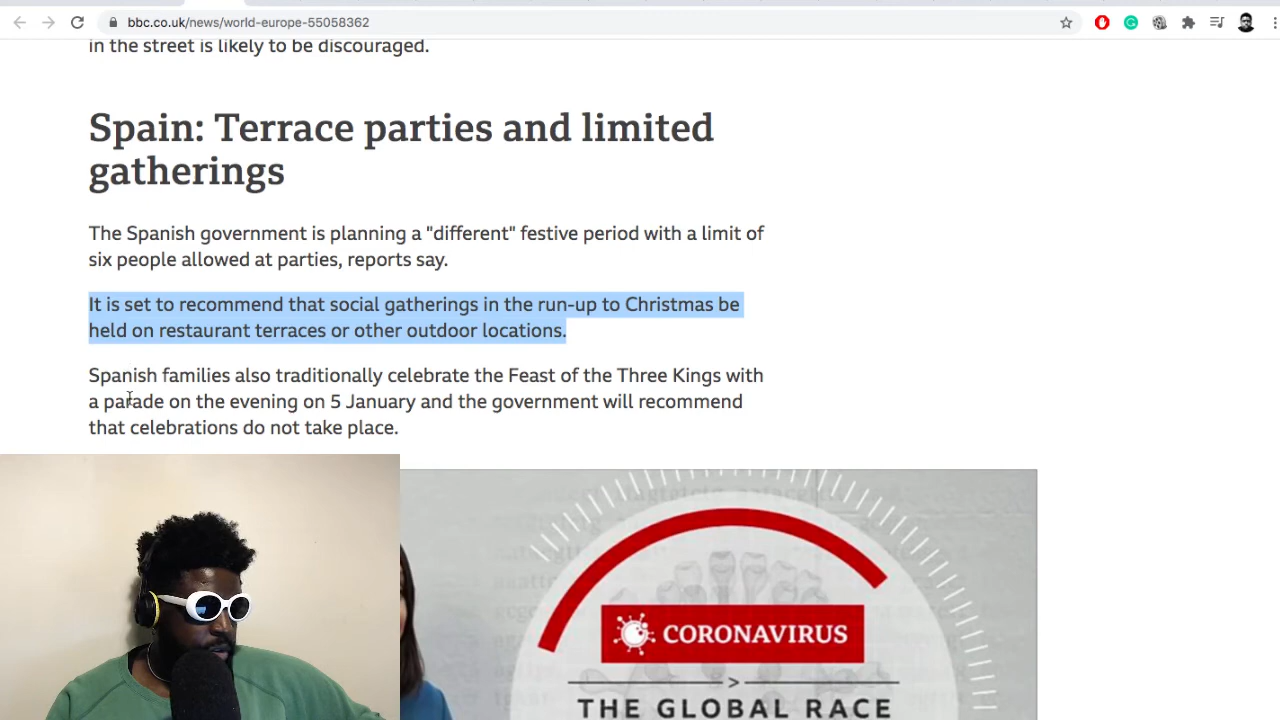 bbc.co.uk/news/world-europe-55058362
in the street is likely to be discouraged.
Spain: Terrace parties and limited
gatherings
The Spanish government is planning a "different" festive period with a limit of
six people allowed at parties, reports say.
It is set to recommend that social gatherings in the run-up to Christmas be
held on restaurant terraces or other outdoor locations.
Spanish families also traditionally celebrate the Feast of the Three Kings with
a parade on the evening on 5 January and the government will recommend
that celebrations do not take place.
CORONAVIRUS
>
THE GLOBAL RACE